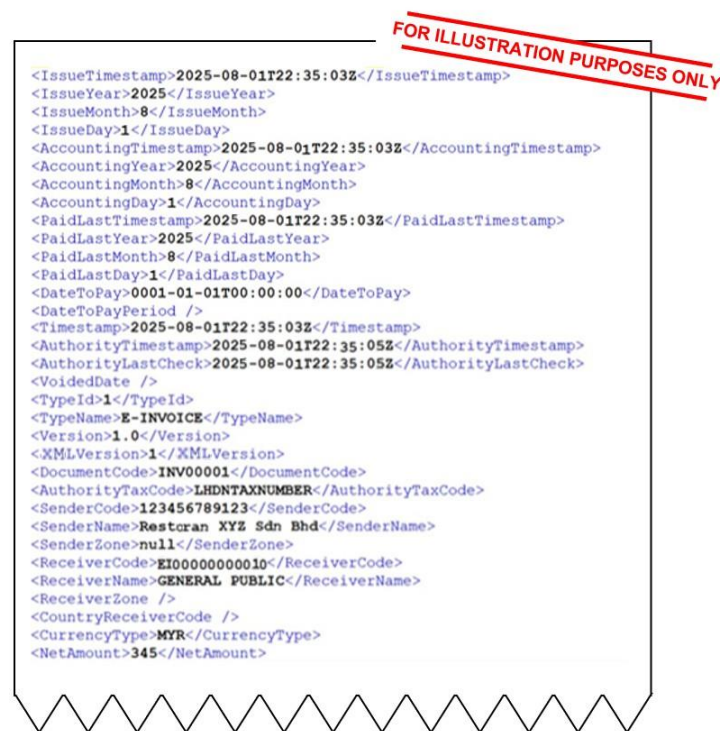 FOR ILLUSTRATION PURPOSES ONLY
<IssueTimestamp>2025-08-01T22:35:03Z</IssueTimestamp>
<IssueYear>2025</IssueYear>
<IssueMonth>8</IssueMonth>
<IssueDay>1</IssueDay>
<AccountingTimestamp>2025-08-01T22:35:03Z</AccountingTimestamp>
<AccountingYear>2025</AccountingYear>
<AccountingMonth>8</AccountingMonth>
<AccountingDay>1</AccountingDay>
<PaidLastTimestamp>2025-08-01T22:35:03Z</PaidLastTimestamp>
<PaidLastYear>2025</PaidLastYear>
<PaidLastMonth>8</PaidLastMonth>
<PaidLastDay>1</PaidLastDay>
<DateToPay>0001-01-01T00:00:00</DateToPay>
<DateToPayPeriod />
<Timestamp>2025-08-01T22:35:03Z</Timestamp>
<AuthorityTimestamp>2025-08-01T22:35:05Z</AuthorityTimestamp>
<AuthorityLastCheck>2025-08-01T22:35:05Z</AuthorityLastCheck>
<VoidedDate />
<TypeId>1</TypeId>
<TypeName>E-INVOICE</TypeName>
<Version>1.0</Version>
<XMLVersion>1</XMLVersion>
<DocumentCode>INV00001</DocumentCode>
<AuthorityTaxCode>LHDNTAXNUMBER</AuthorityTaxCode>
<SenderCode>123456789123</SenderCode>
<SenderName>Restoran XYZ Sdn Bhd</SenderName>
<SenderZone>null</SenderZone>
<ReceiverCode>EI00000000010</ReceiverCode>
<ReceiverName>GENERAL PUBLIC</ReceiverName>
<ReceiverZone />
<CountryReceiverCode />
<CurrencyType>MYR</CurrencyType>
<NetAmount>345</NetAmount>